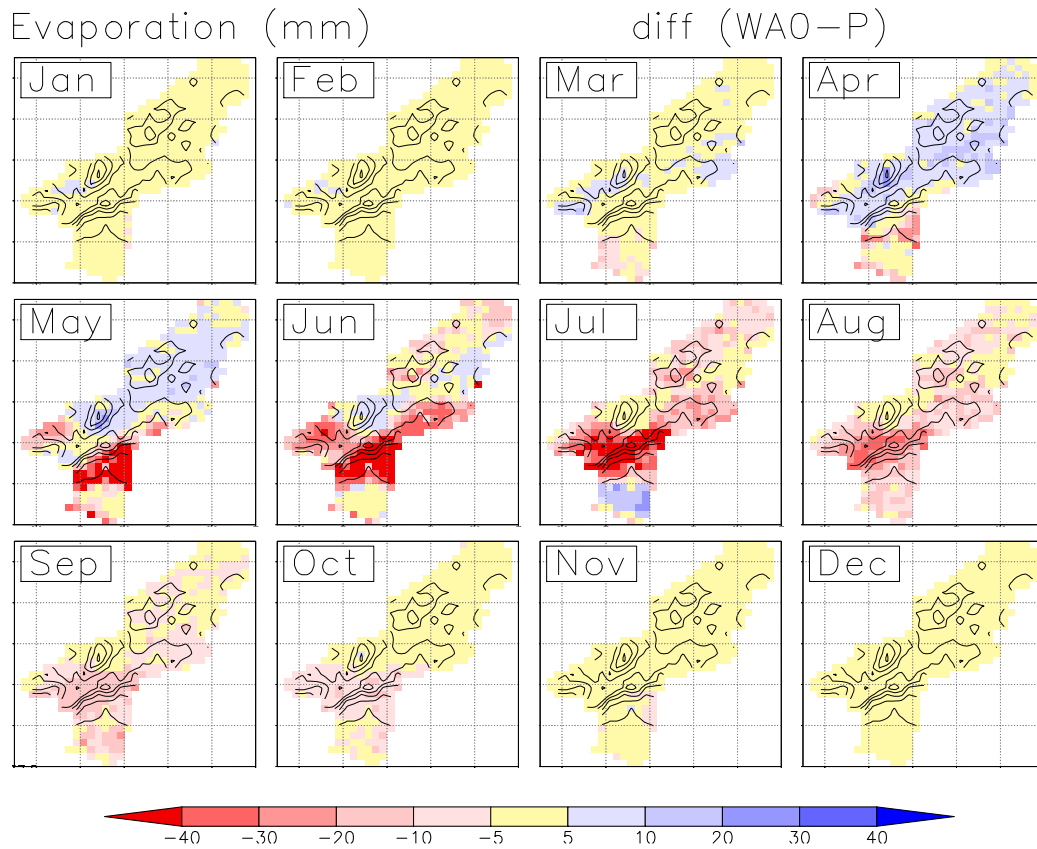 Evaporation (mm) diff (WA0-P)
Jan Feb Mar Apr
May Jun Jul Aug
Sep Oct Nov Dec
-40 -30 -20 -10 -5 5 10 20 30 40